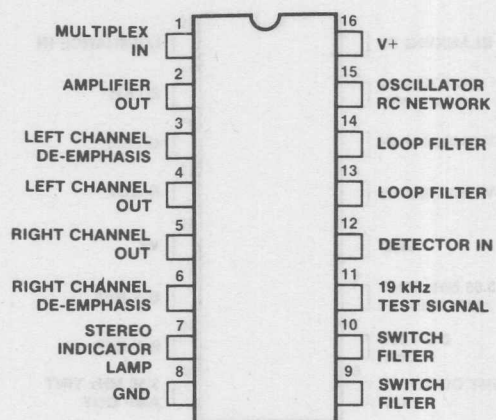 1
MULTIPLEX
IN
2
AMPLIFIER
OUT
3
LEFT CHANNEL
DE-EMPHASIS
4
LEFT CHANNEL
OUT
5
RIGHT CHANNEL
OUT
6
RIGHT CHANNEL
DE-EMPHASIS
7
STEREO
INDICATOR
LAMP
8
GND
16
V+
15
OSCILLATOR
RC NETWORK
14
LOOP FILTER
13
LOOP FILTER
12
DETECTOR IN
11
19 kHz
TEST SIGNAL
10
SWITCH
FILTER
9
SWITCH
FILTER